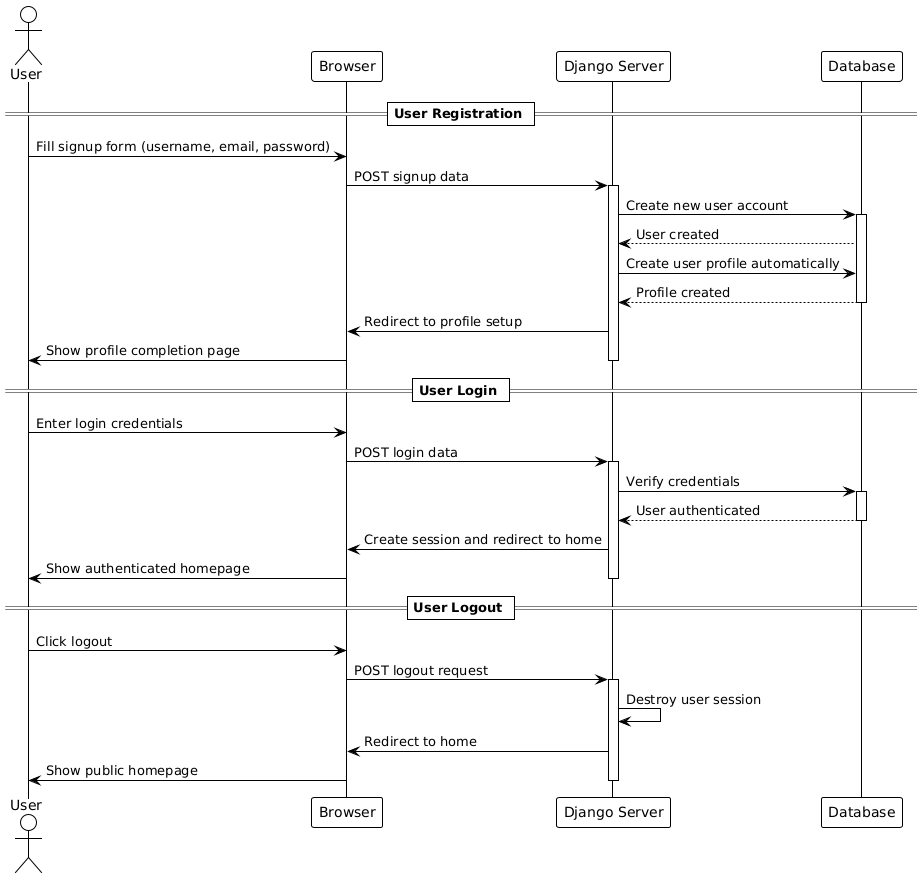 User
Browser
Django Server
Database
User Registration
Fill signup form (username, email, password)
POST signup data
Create new user account
User created
Create user profile automatically
Profile created
Redirect to profile setup
Show profile completion page
User Login
Enter login credentials
POST login data
Verify credentials
User authenticated
Create session and redirect to home
Show authenticated homepage
User Logout
Click logout
POST logout request
Destroy user session
Redirect to home
Show public homepage
User
Browser
Django Server
Database